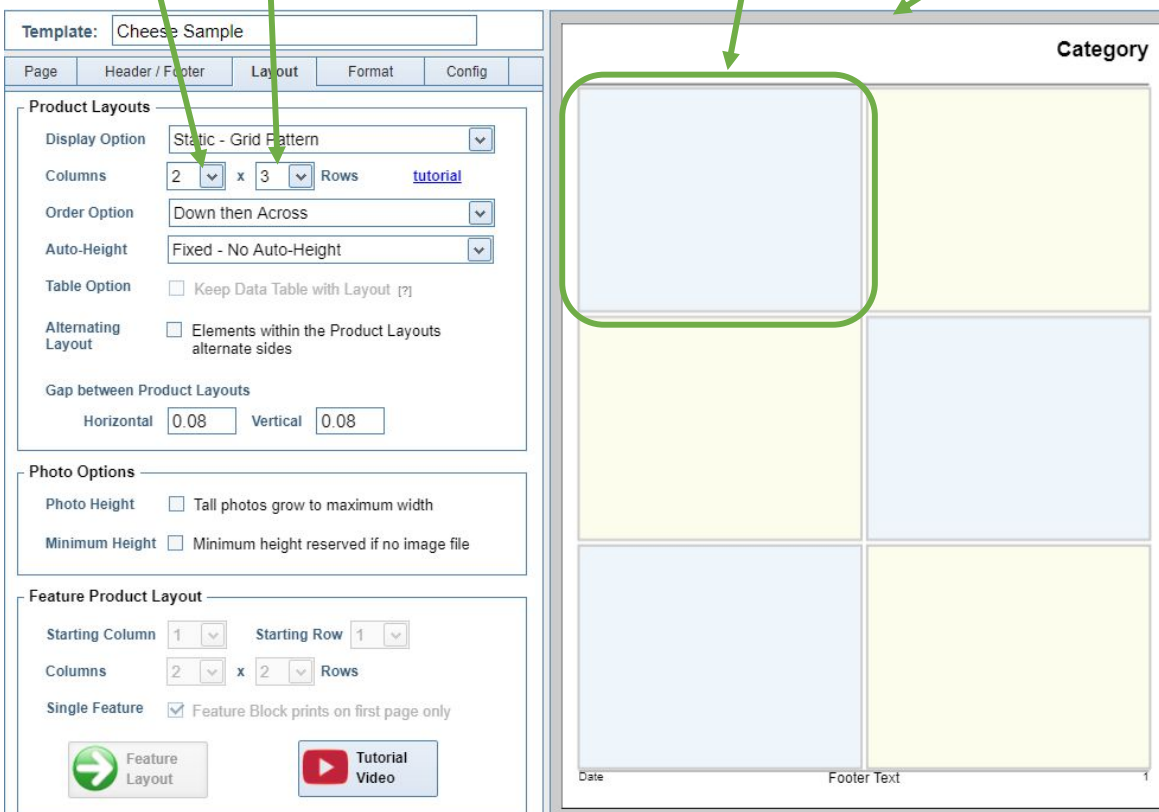 Template: Cheese Sample
Page Header / Footer Layout Format Config
Product Layouts
Display Option Static - Grid Pattern
Columns 2 x 3 Rows tutorial
Order Option Down then Across
Auto-Height Fixed - No Auto-Height
Table Option Keep Data Table with Layout [?]
Alternating Layout Elements within the Product Layouts
alternate sides
Gap between Product Layouts
Horizontal 0.08 Vertical 0.08
Photo Options
Photo Height Tall photos grow to maximum width
Minimum Height Minimum height reserved if no image file
Feature Product Layout
Starting Column 1 Starting Row 1
Columns 2 x 2 Rows
Single Feature Feature Block prints on first page only
Feature
Layout
Tutorial
Video
Category
Date Footer Text 1